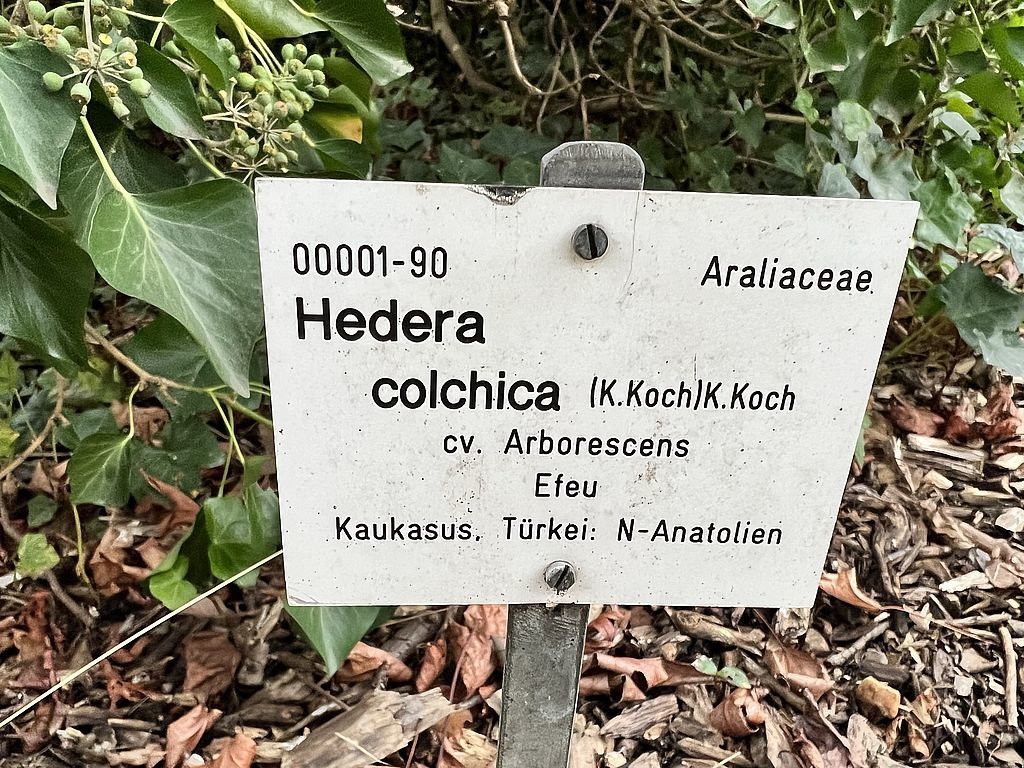 00001-90 Araliaceae
Hedera
colchica (K.Koch)K.Koch
cv. Arborescens
Efeu
Kaukasus, Türkei: N-Anatolien